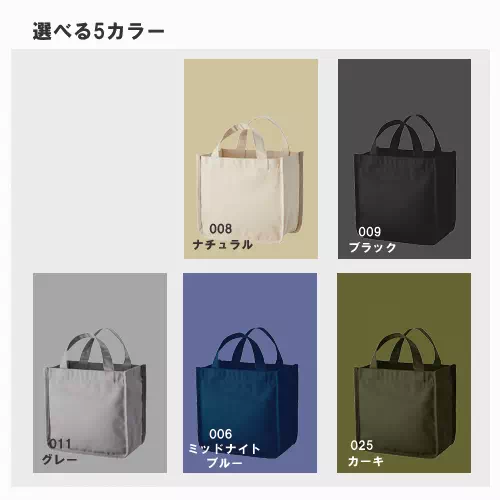 選べる5カラー
008
ナチュラル
009
ブラック
011
グレー
006
ミッドナイト
ブルー
025
カーキ